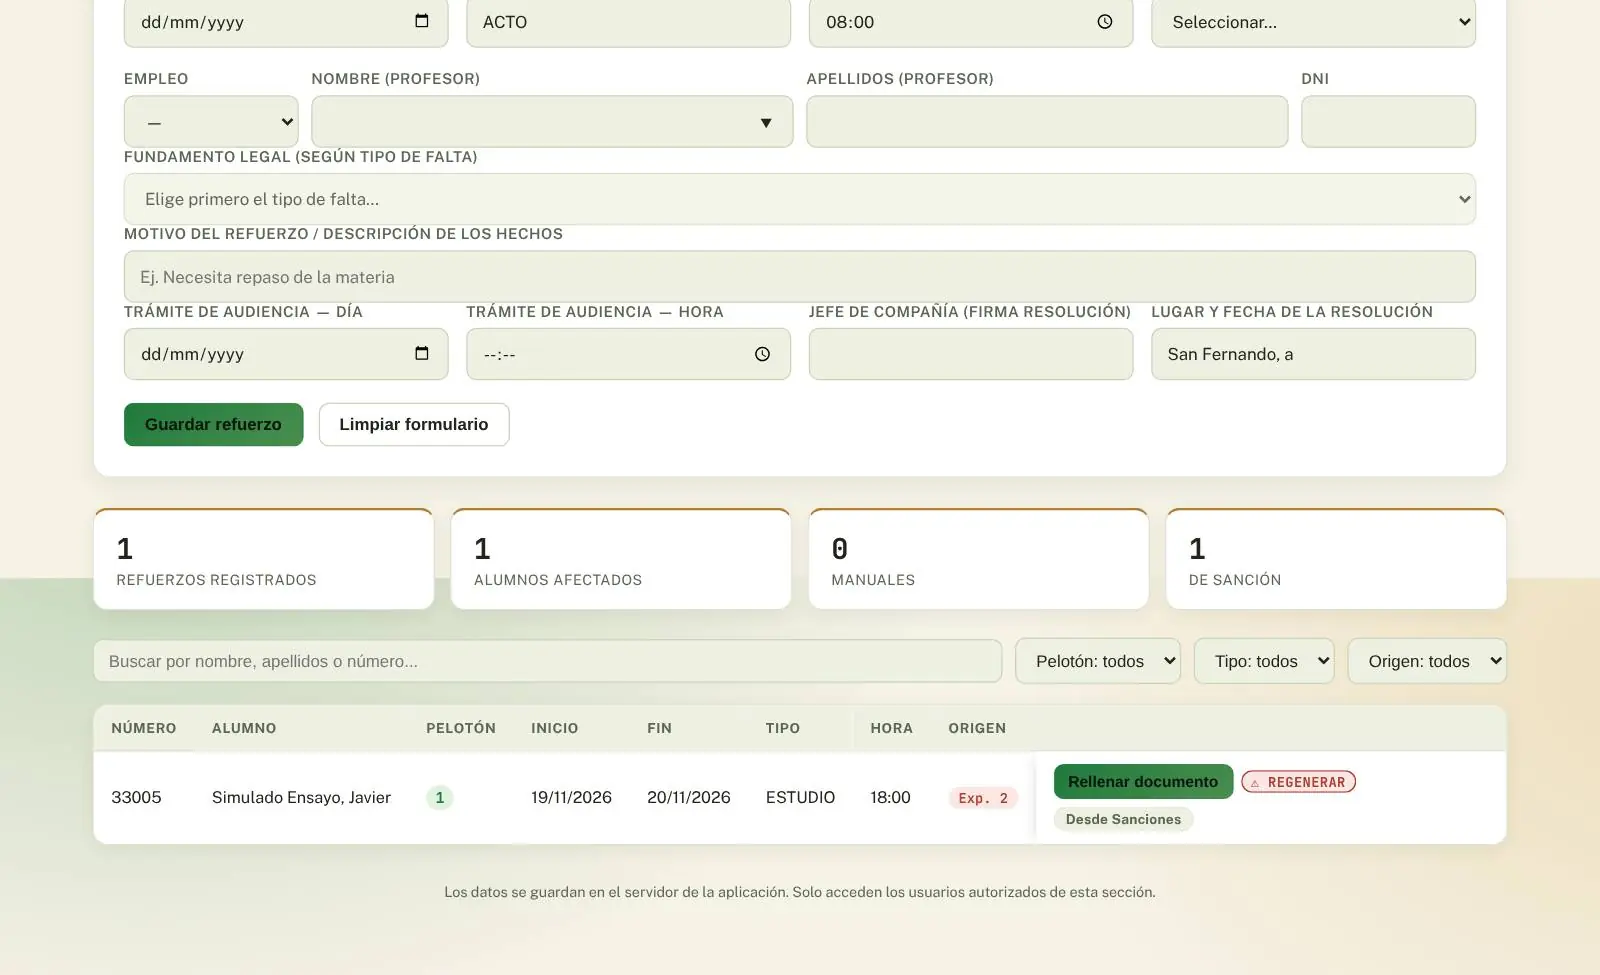 dd/mm/yyyy ACTO 08:00 Seleccionar...
EMPLEO NOMBRE (PROFESOR) APELLIDOS (PROFESOR) DNI
—
FUNDAMENTO LEGAL (SEGÚN TIPO DE FALTA)
Elige primero el tipo de falta...
MOTIVO DEL REFUERZO / DESCRIPCIÓN DE LOS HECHOS
Ej. Necesita repaso de la materia
TRÁMITE DE AUDIENCIA — DÍA TRÁMITE DE AUDIENCIA — HORA JEFE DE COMPAÑÍA (FIRMA RESOLUCIÓN) LUGAR Y FECHA DE LA RESOLUCIÓN
dd/mm/yyyy --:-- San Fernando, a
Guardar refuerzo Limpiar formulario
1 1 0 1
REFUERZOS REGISTRADOS ALUMNOS AFECTADOS MANUALES DE SANCIÓN
Buscar por nombre, apellidos o número... Pelotón: todos Tipo: todos Origen: todos
NÚMERO ALUMNO PELOTÓN INICIO FIN TIPO HORA ORIGEN
33005 Simulado Ensayo, Javier 1 19/11/2026 20/11/2026 ESTUDIO 18:00 Exp. 2 Rellenar documento ⚠ REGENERAR
Desde Sanciones
Los datos se guardan en el servidor de la aplicación. Solo acceden los usuarios autorizados de esta sección.